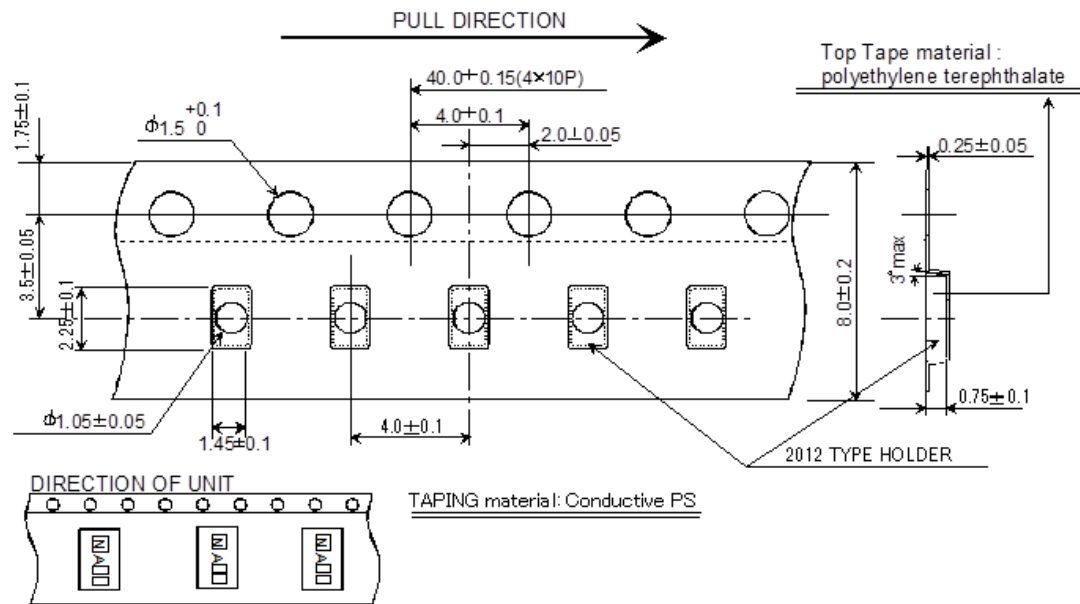 PULL DIRECTION
Top Tape material :
polyethylene terephthalate
40.0±0.15(4×10P)
4.0±0.1
2.0±0.05
1.75±0.1
ϕ1.5 +0.1 0
0.25±0.05
3.5±0.05
3° max
2.25±0.1
8.0±0.2
ϕ1.05±0.05
1.45±0.1
4.0±0.1
0.75±0.1
2012 TYPE HOLDER
DIRECTION OF UNIT
TAPING material: Conductive PS
NA□□
NA□□
NA□□